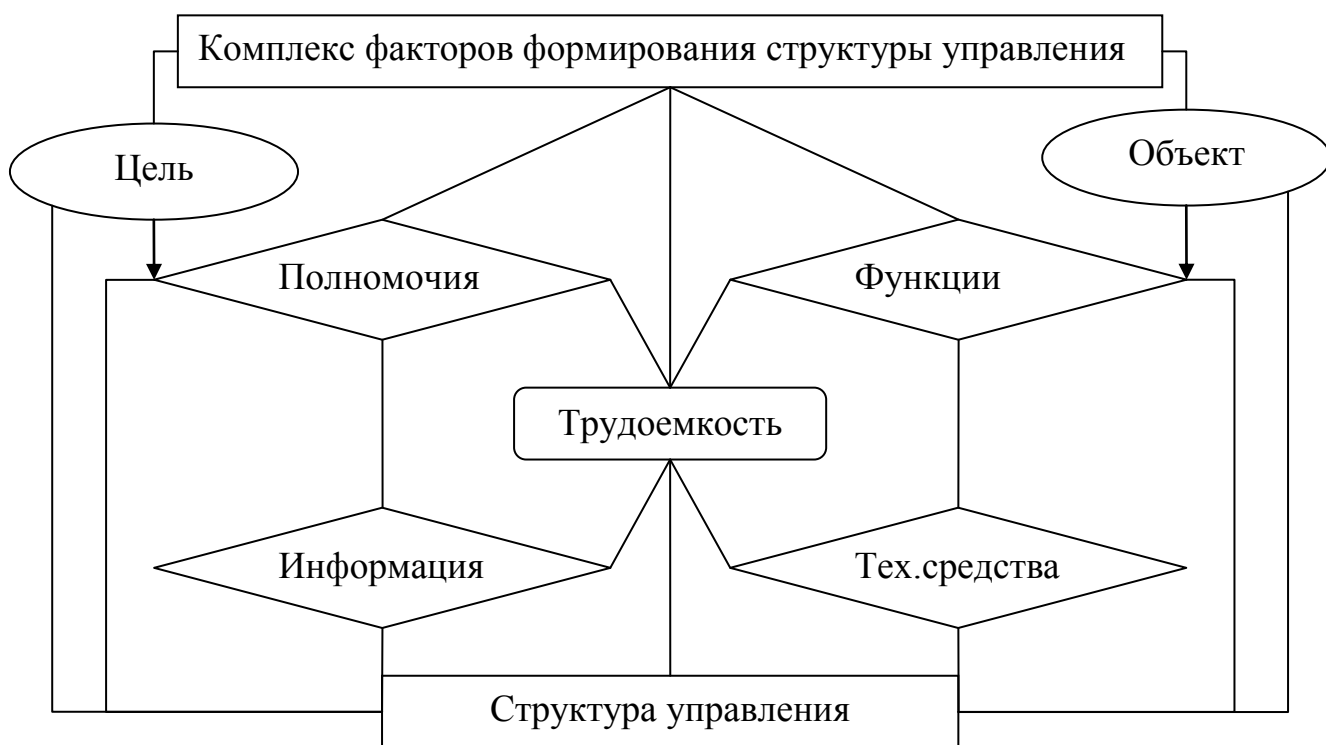 Комплекс факторов формирования структуры управления
Цель
Объект
Полномочия
Функции
Трудоемкость
Информация
Тех.средства
Структура управления